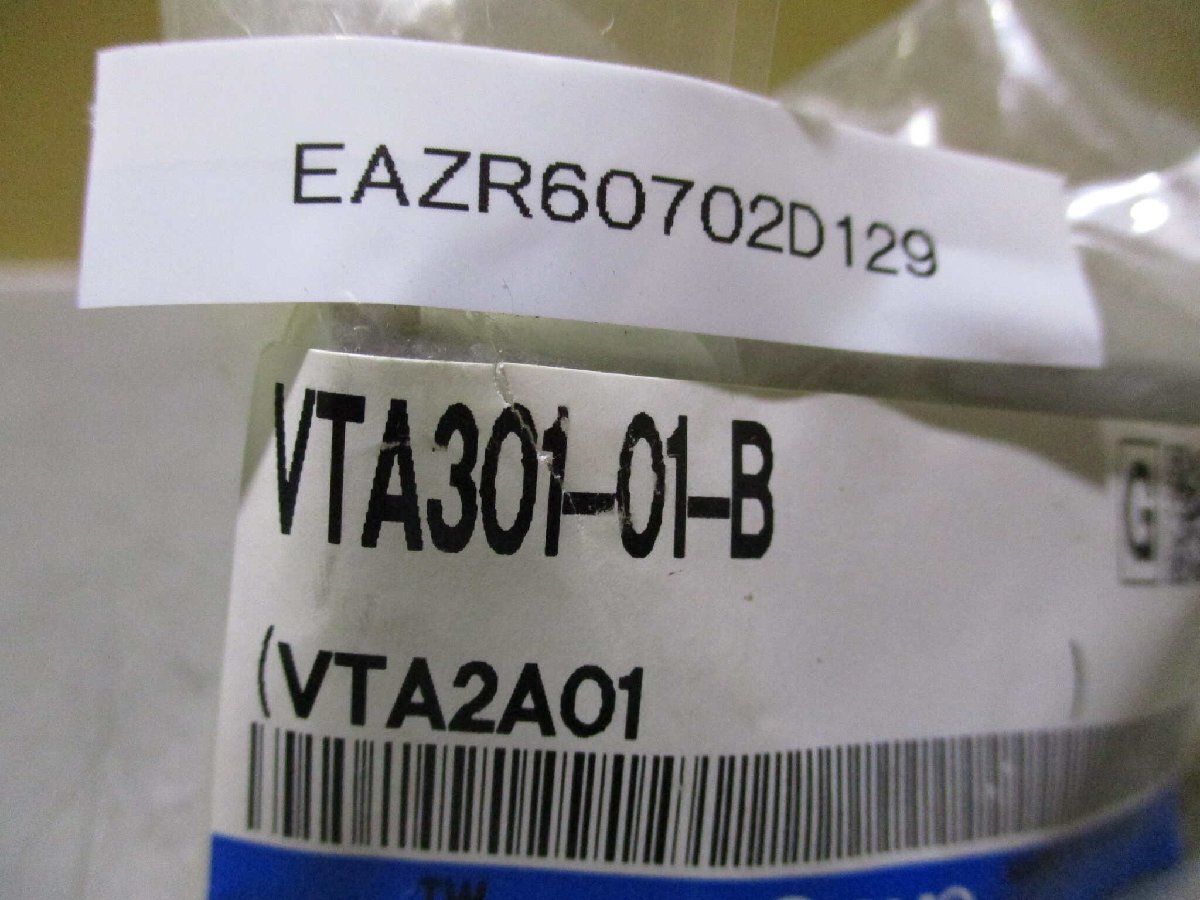 EAZR60702D129
VTA301-01-B
G
(VTA2A01 )